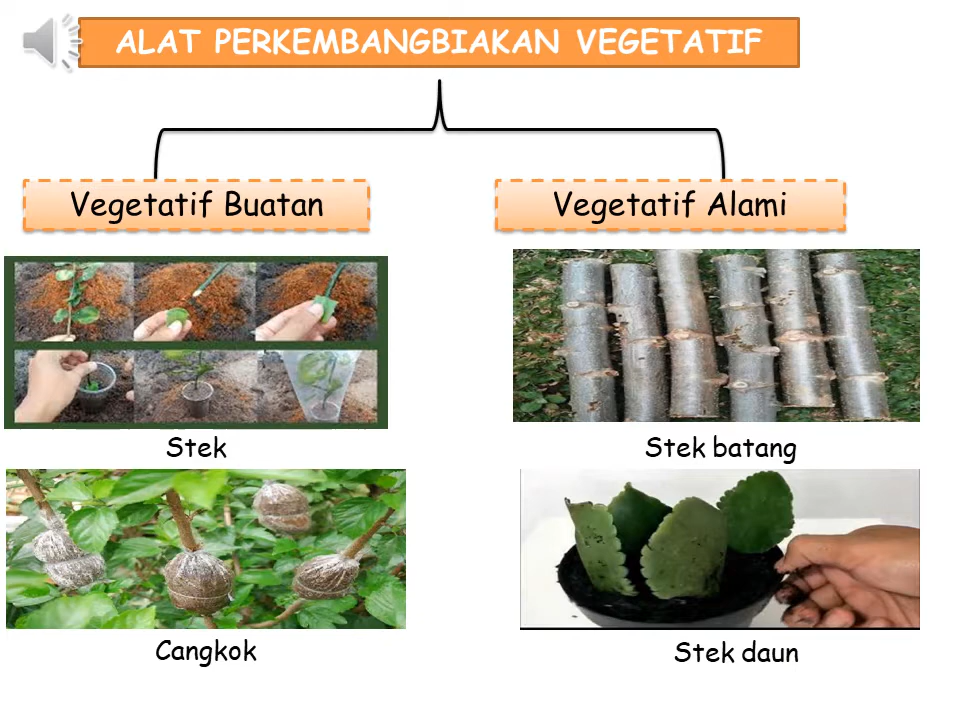 ALAT PERKEMBANGBIAKAN VEGETATIF
Vegetatif Buatan
Vegetatif Alami
Stek
Stek batang
Cangkok
Stek daun